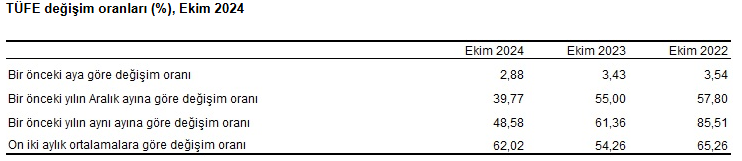 TÜFE değişim oranları (%), Ekim 2024
Ekim 2024 Ekim 2023 Ekim 2022
Bir önceki aya göre değişim oranı 2,88 3,43 3,54
Bir önceki yılın Aralık ayına göre değişim oranı 39,77 55,00 57,80
Bir önceki yılın aynı ayına göre değişim oranı 48,58 61,36 85,51
On iki aylık ortalamalara göre değişim oranı 62,02 54,26 65,26